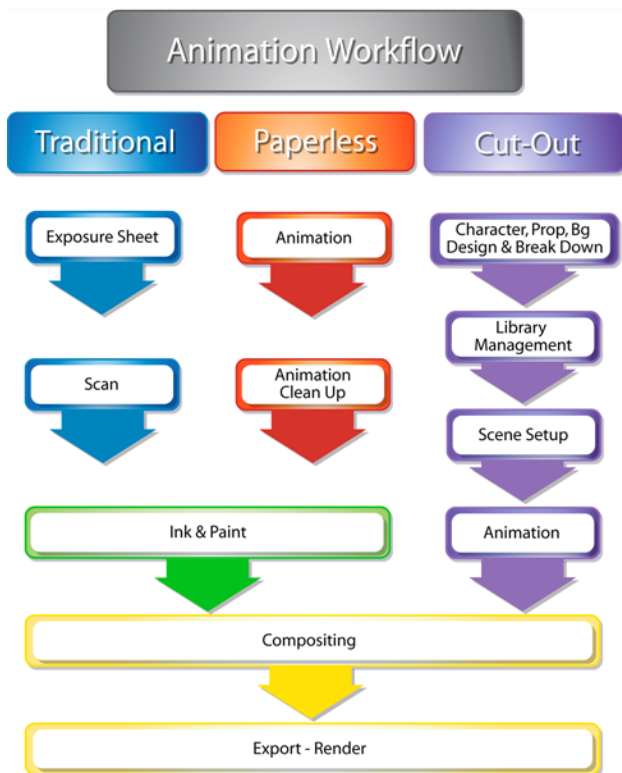 Animation Workflow
Traditional
Paperless
Cut-Out
Exposure Sheet
Animation
Character, Prop, Bg
Design & Break Down
Library
Management
Scan
Animation
Clean Up
Scene Setup
Ink & Paint
Animation
Compositing
Export - Render